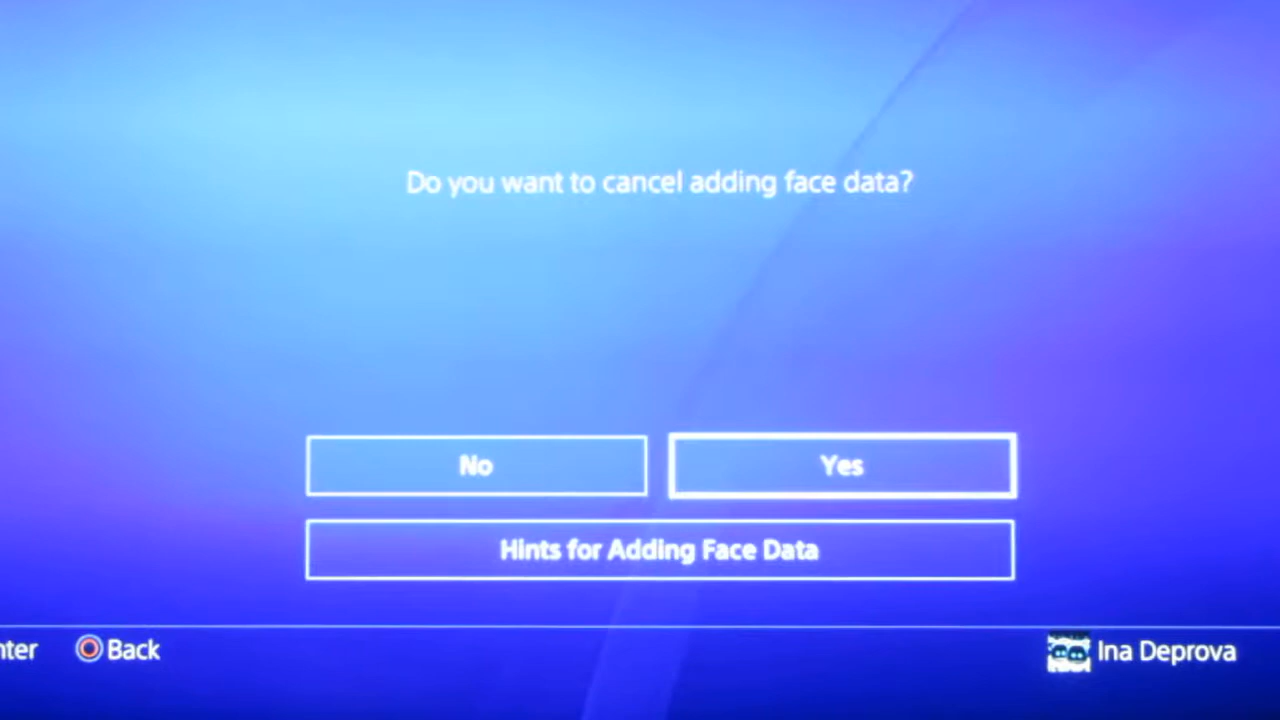 Do you want to cancel adding face data?
No
Yes
Hints for Adding Face Data
nter
Back
Ina Deprova